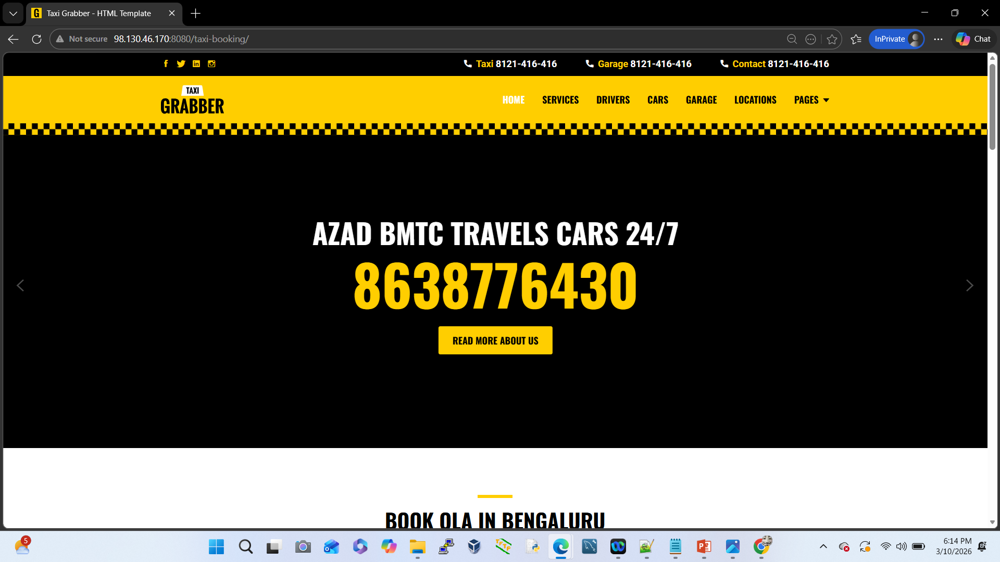 G
Taxi Grabber - HTML Template
Not secure 98.130.46.170:8080/taxi-booking/
InPrivate
Chat
Taxi 8121-416-416
Garage 8121-416-416
Contact 8121-416-416
TAXI
GRABBER
HOME
SERVICES
DRIVERS
CARS
GARAGE
LOCATIONS
PAGES
AZAD BMTC TRAVELS CARS 24/7
8638776430
READ MORE ABOUT US
BOOK OLA IN BENGALURU
5
TFTP
6:14 PM
3/10/2026